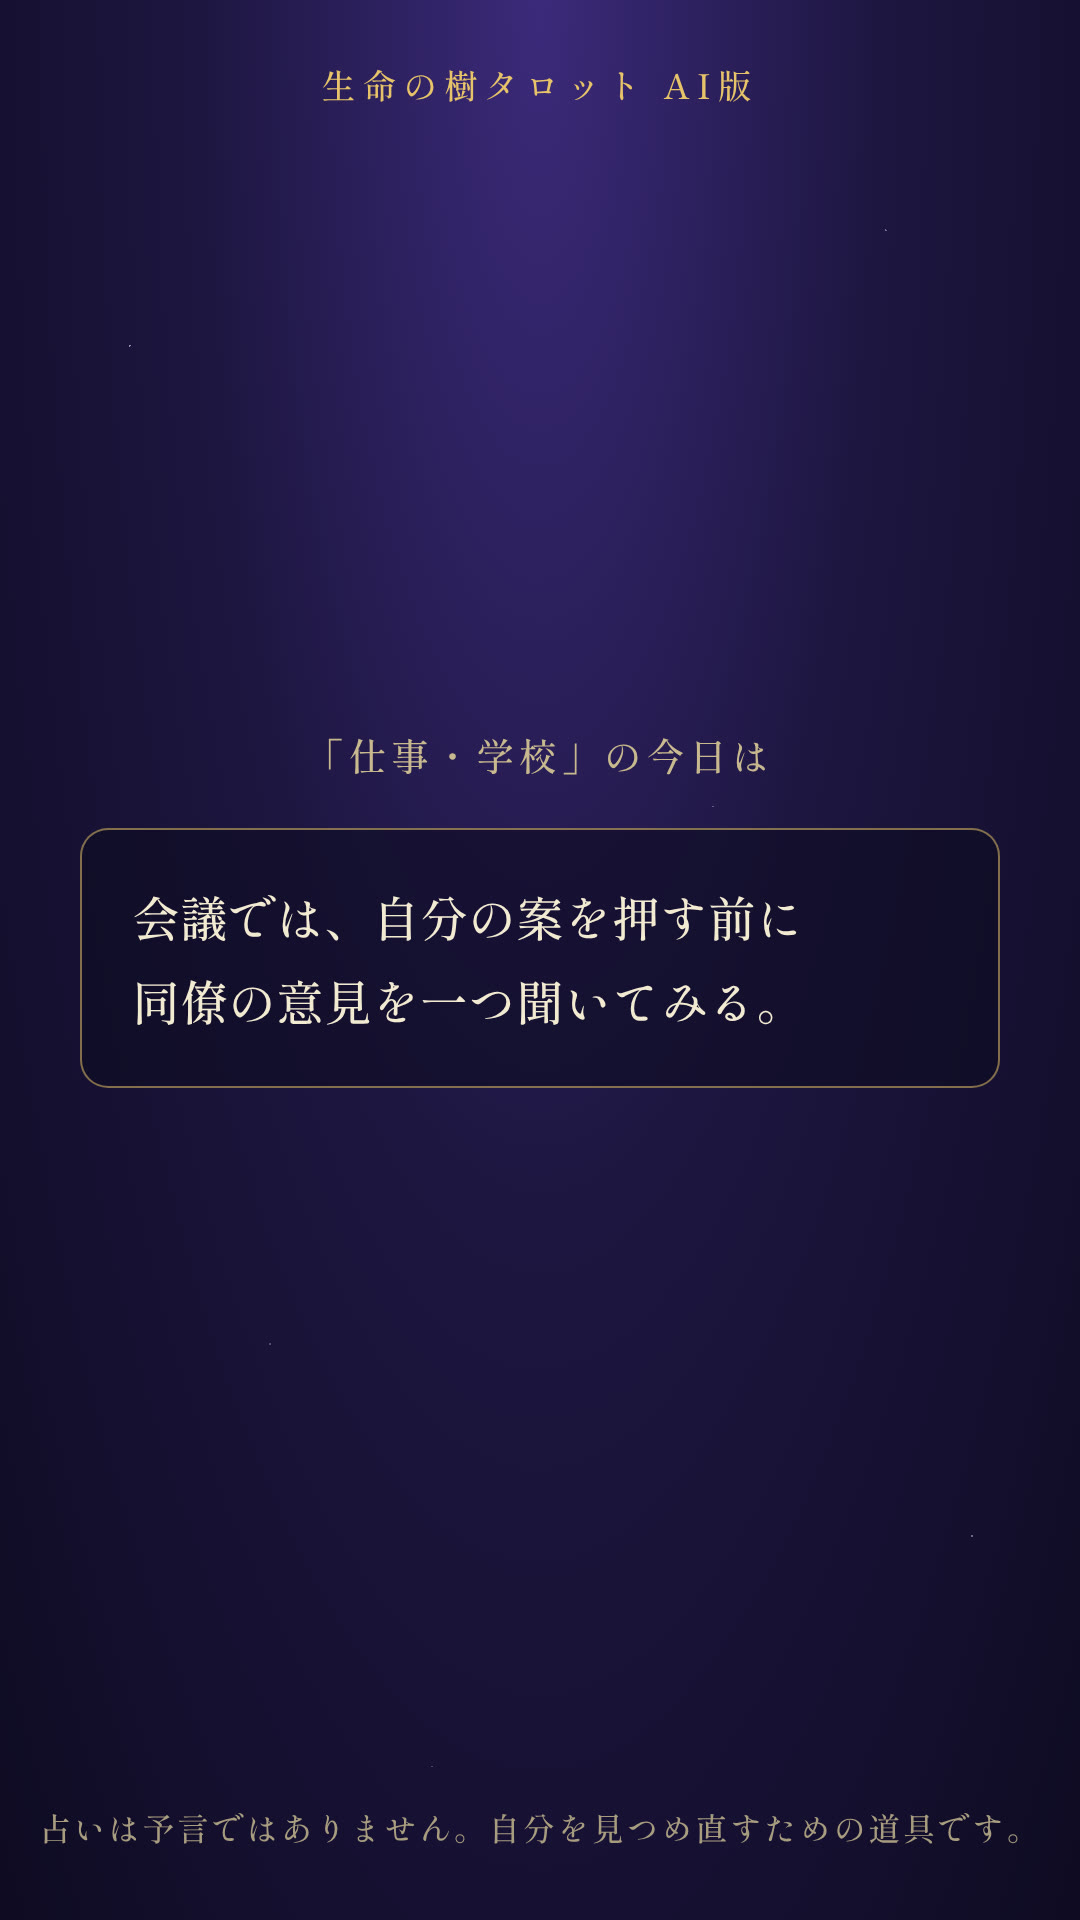 生命の樹タロット AI版
「仕事・学校」の今日は
会議では、自分の案を押す前に
同僚の意見を一つ聞いてみる。
占いは予言ではありません。自分を見つめ直すための道具です。